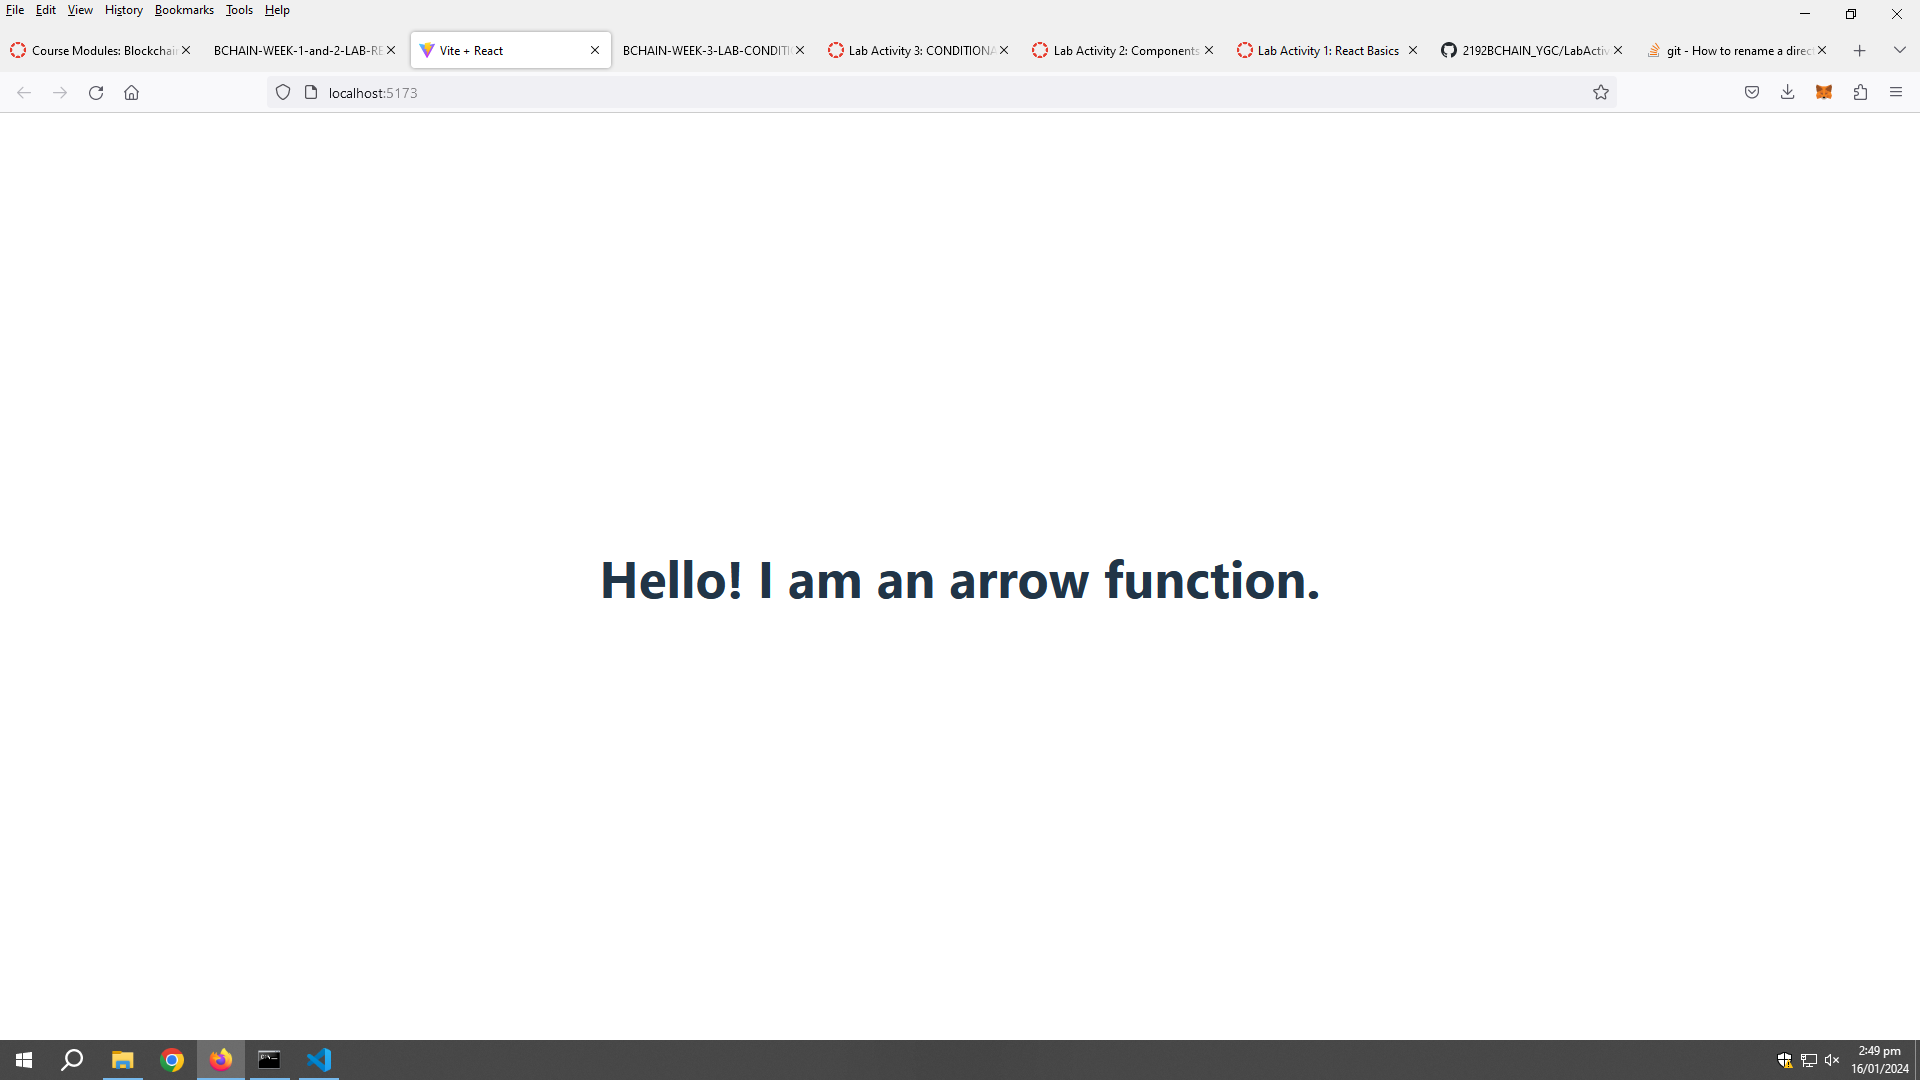 File Edit View History Bookmarks Tools Help
Course Modules: Blockchain
BCHAIN-WEEK-1-and-2-LAB-RE
Vite + React
BCHAIN-WEEK-3-LAB-CONDITI
Lab Activity 3: CONDITIONA
Lab Activity 2: Components
Lab Activity 1: React Basics
2192BCHAIN_YGC/LabActiv
git - How to rename a direc
localhost:5173
Hello! I am an arrow function.
2:49 pm
16/01/2024